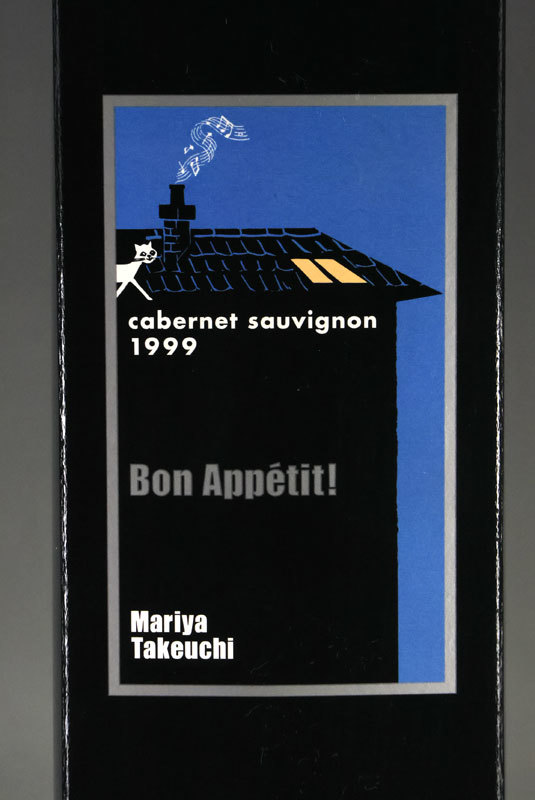 cabernet sauvignon
1999
Bon Appétit!
Mariya
Takeuchi